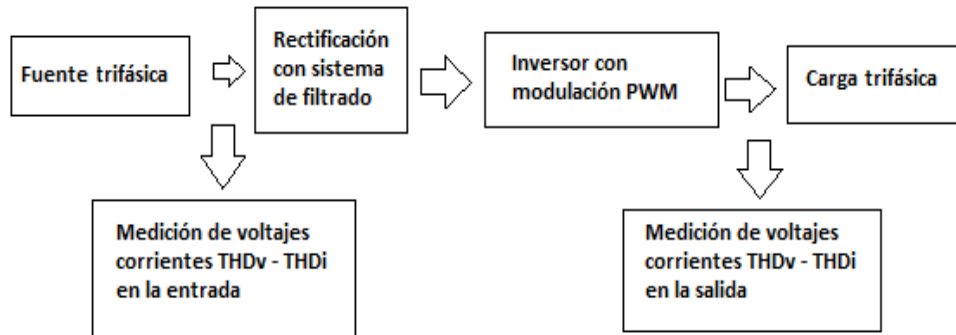 Fuente trifásica
Rectificación
con sistema
de filtrado
Inversor con
modulación PWM
Carga trifásica
Medición de voltajes
corrientes THDv - THDi
en la entrada
Medición de voltajes
corrientes THDv - THDi
en la salida